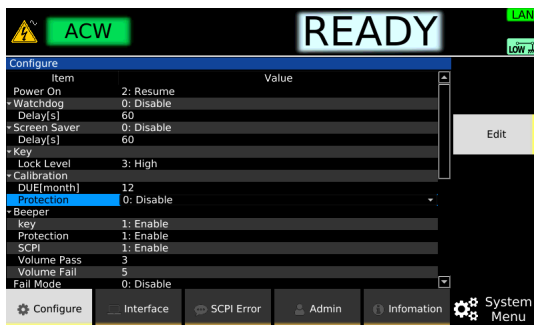 LAN
ACW
READY
LOW
Configure
Item Value
Power On 2: Resume
Watchdog 0: Disable
Delay[s] 60
Screen Saver 0: Disable
Delay[s] 60
Edit
Key
Lock Level 3: High
Calibration
DUE[month] 12
Protection 0: Disable
Beeper
key 1: Enable
Protection 1: Enable
SCPI 1: Enable
Volume Pass 3
Volume Fail 5
Fail Mode 0: Disable
Configure Interface SCPI Error Admin Infomation System
Menu